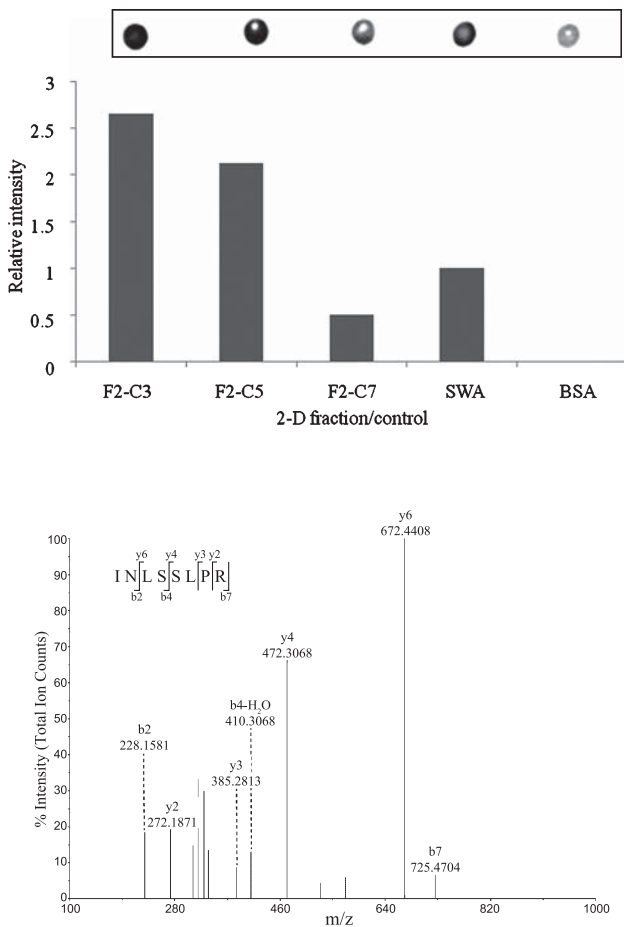 3
2.5
2
1.5
1
0.5
0
Relative intensity
F2-C3 F2-C5 F2-C7 SWA BSA
2-D fraction/control
y6
672.4408
100
90
80
70
60
50
40
30
20
10
0
% Intensity (Total Ion Counts)
y6 y4 y3 y2
I N L S S L P R
b2 b4 b7
y4
472.3068
b4-H2O
410.3068
b2
228.1581
y3
385.2813
y2
272.1871
b7
725.4704
100 280 460 640 820 1000
m/z